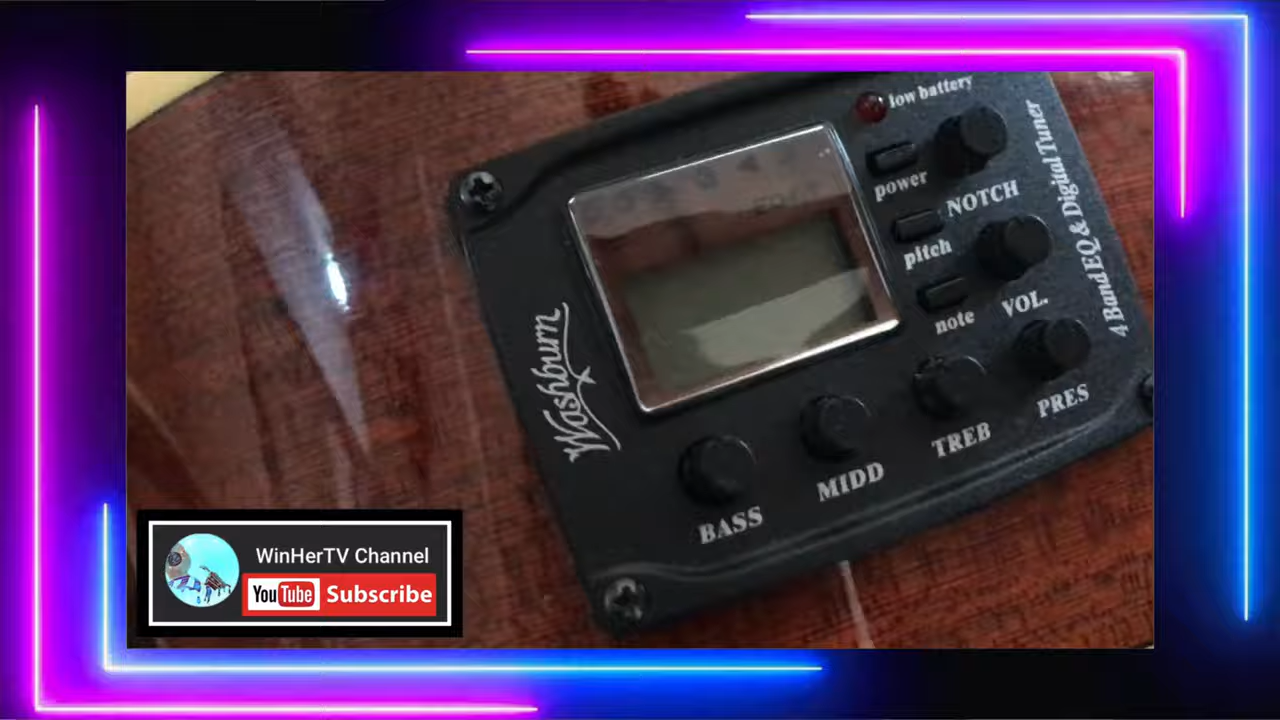 low battery
power
NOTCH
pitch
VOL.
note
PRES
TREB
MIDD
BASS
Washburn
4 Band EQ & Digital Tuner
WinHerTV Channel
YouTube Subscribe